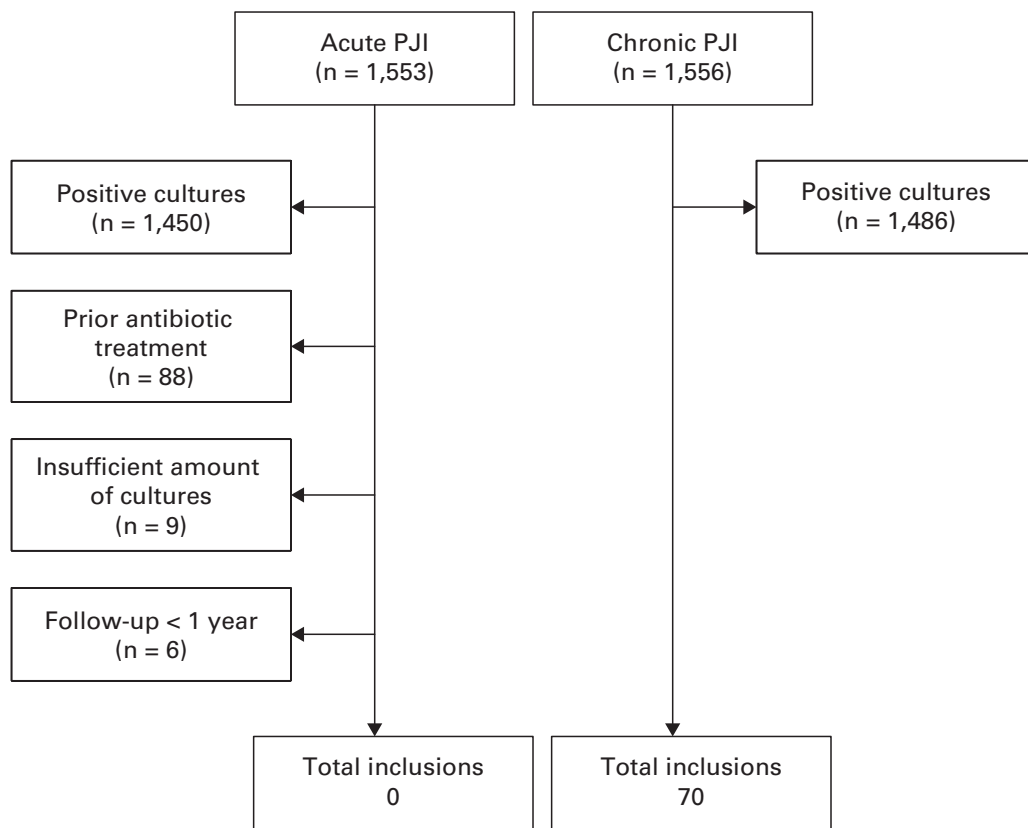 Acute PJI
(n = 1,553)
Chronic PJI
(n = 1,556)
Positive cultures
(n = 1,450)
Positive cultures
(n = 1,486)
Prior antibiotic
treatment
(n = 88)
Insufficient amount
of cultures
(n = 9)
Follow-up < 1 year
(n = 6)
Total inclusions
0
Total inclusions
70